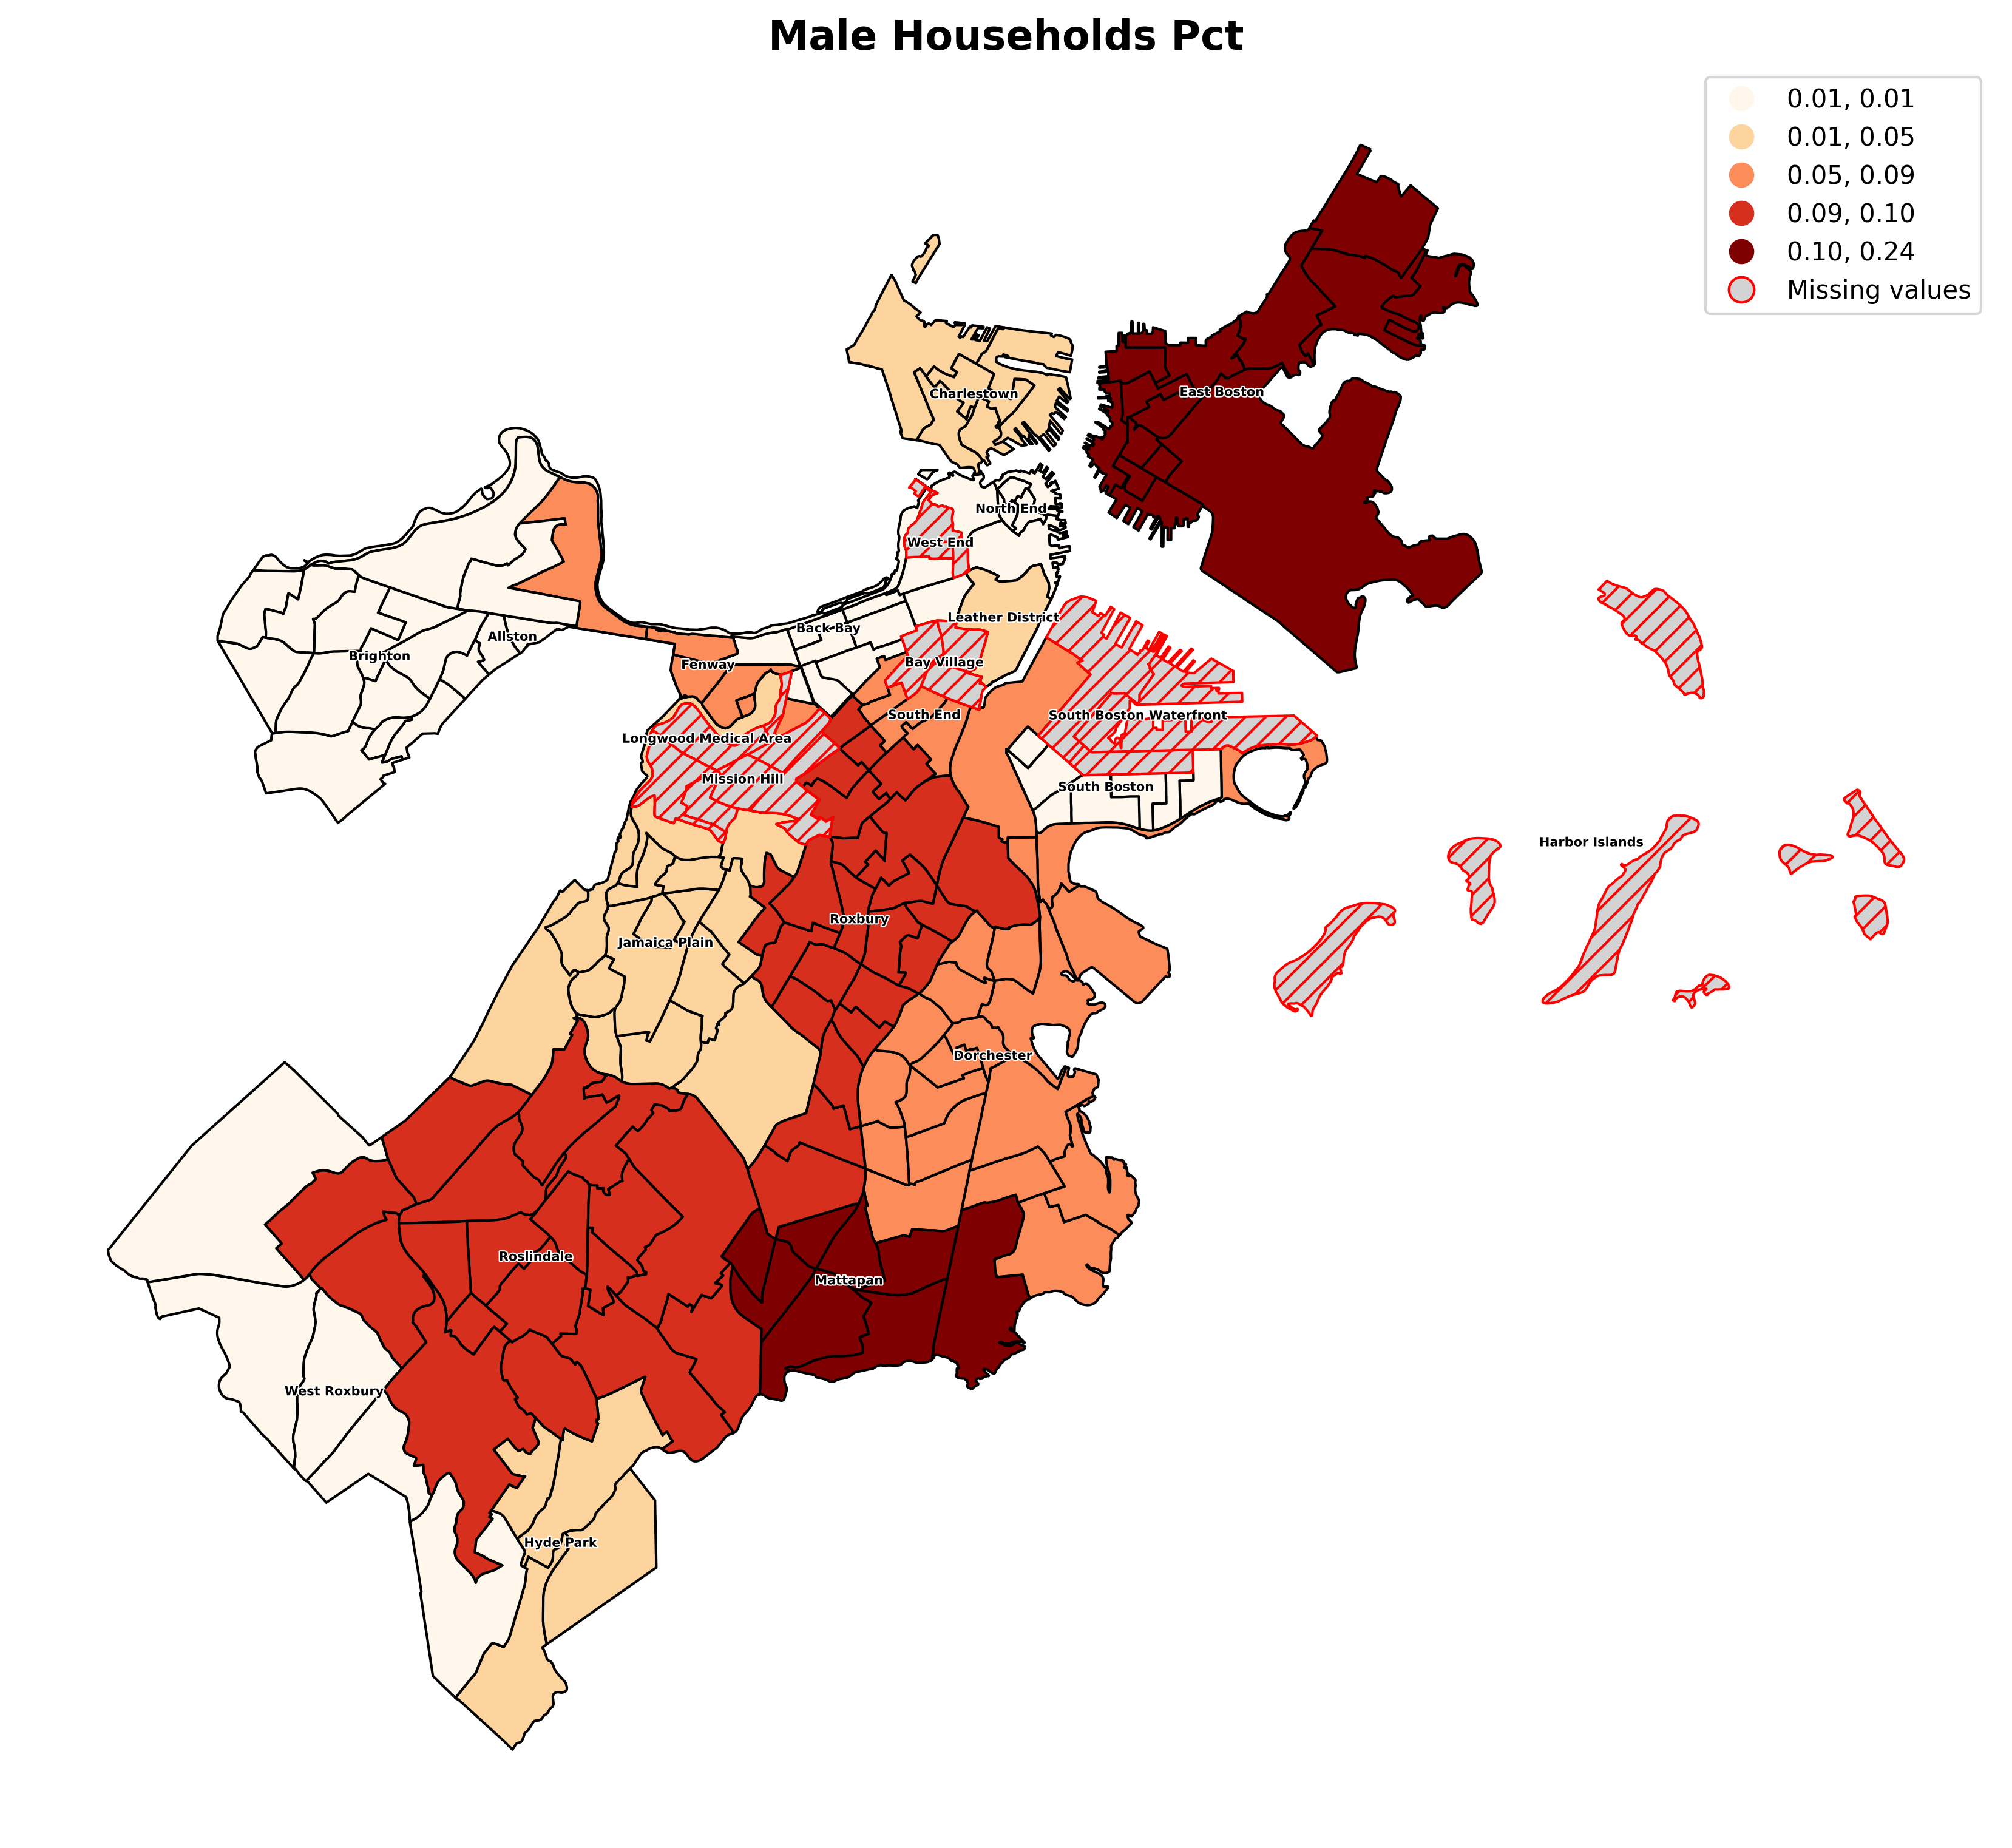 Male Households Pct
0.01, 0.01
0.01, 0.05
0.05, 0.09
0.09, 0.10
0.10, 0.24
Missing values
East Boston
Charlestown
North End
West End
Leather District
Back Bay
Allston
Brighton
Fenway
Bay Village
South End
South Boston Waterfront
Longwood Medical Area
Mission Hill
South Boston
Harbor Islands
Roxbury
Jamaica Plain
Dorchester
Roslindale
Mattapan
West Roxbury
Hyde Park